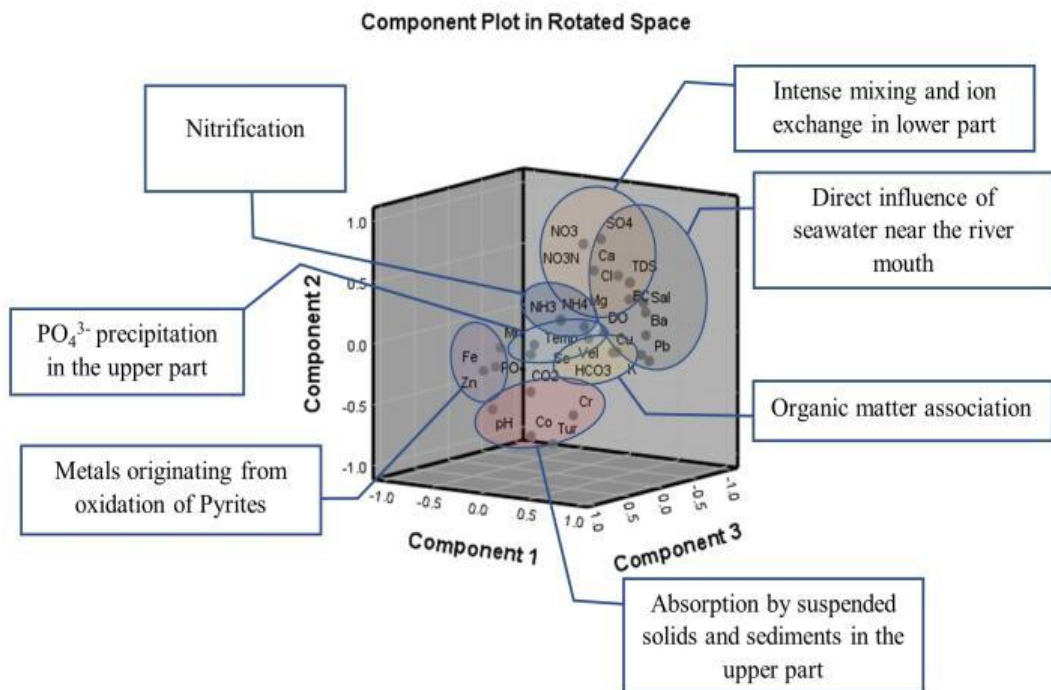 Component Plot in Rotated Space
Nitrification
Intense mixing and ion
exchange in lower part
Direct influence of
seawater near the river
mouth
PO₄³⁻ precipitation
in the upper part
Organic matter association
Metals originating from
oxidation of Pyrites
Absorption by suspended
solids and sediments in the
upper part
Component 2
1.0
0.5
0.0
-0.5
-1.0
NO3
SO4
NO3N
Ca
TDS
Cl
NH3
NH4
Mg
EC
Sal
DO
Ba
Temp
Cu
Pb
Fe
Se
Vel
Zn
PO4
CO2
HCO3
K
Cr
pH
Co
Tur
-1.0
-0.5
0.0
0.5
1.0
Component 1
1.0
0.5
0.0
-0.5
-1.0
Component 3